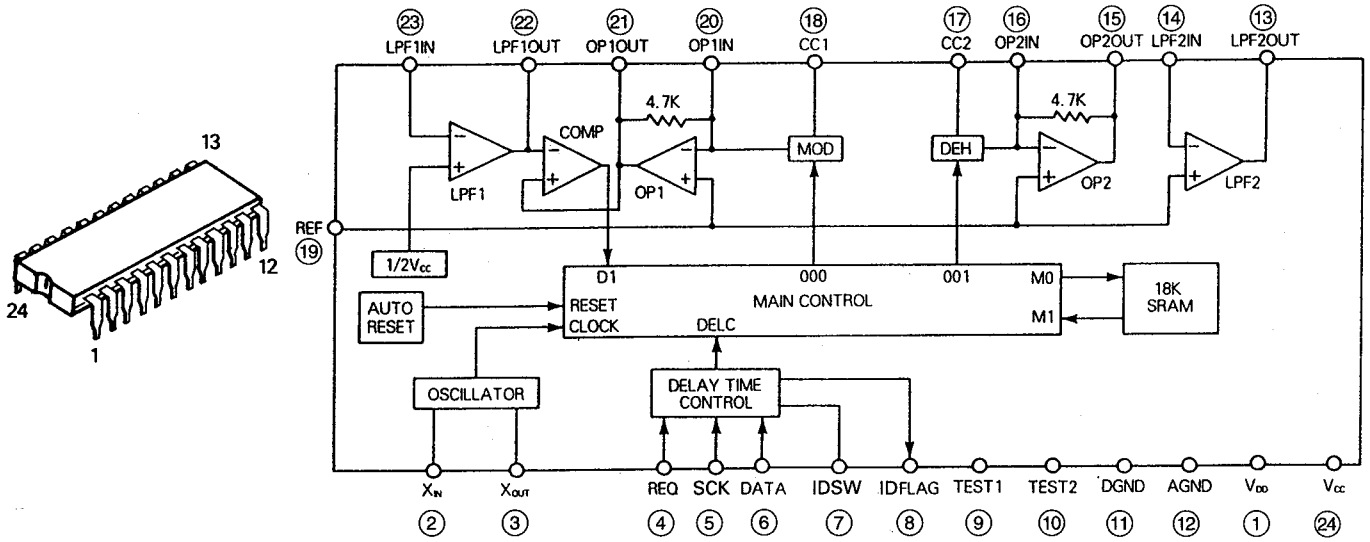 ㉓ ㉒ ㉑ ⑳ ⑱ ⑰ ⑯ ⑮ ⑭ ⑬
LPF1IN LPF1OUT OP1OUT OP1IN CC1 CC2 OP2IN OP2OUT LPF2IN LPF2OUT
4.7K 4.7K
COMP
MOD DEH
LPF1 OP1 OP2 LPF2
13
12
24
1
REF
⑲
1/2Vcc
D1 000 001 M0
MAIN CONTROL
RESET
CLOCK DELC M1
AUTO
RESET
18K
SRAM
OSCILLATOR
DELAY TIME
CONTROL
XIN XOUT REQ SCK DATA IDSW IDFLAG TEST1 TEST2 DGND AGND VDD Vcc
② ③ ④ ⑤ ⑥ ⑦ ⑧ ⑨ ⑩ ⑪ ⑫ ① ㉔